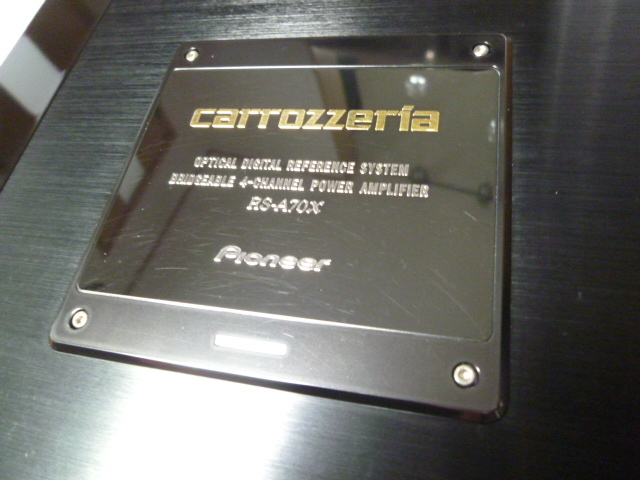 carrozzeria
OPTICAL DIGITAL REFERENCE SYSTEM
BRIDGEABLE 4-CHANNEL POWER AMPLIFIER
RS-A70X
Pioneer